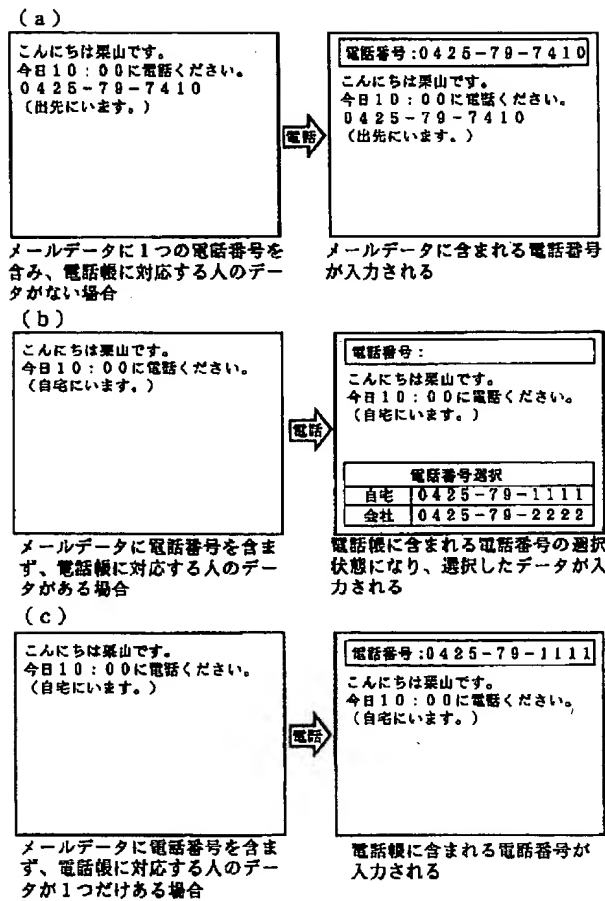 (a)
こんにちは栗山です。
今日10:00に電話ください。
0425-79-7410
(出先にいます。)
電話
電話番号:0425-79-7410
こんにちは栗山です。
今日10:00に電話ください。
0425-79-7410
(出先にいます。)
メールデータに1つの電話番号を
含み、電話帳に対応する人のデー
タがない場合
メールデータに含まれる電話番号
が入力される
(b)
こんにちは栗山です。
今日10:00に電話ください。
(自宅にいます。)
電話
電話番号:
こんにちは栗山です。
今日10:00に電話ください。
(自宅にいます。)
電話番号選択
自宅 0425-79-1111
会社 0425-79-2222
メールデータに電話番号を含ま
ず、電話帳に対応する人のデー
タがある場合
電話帳に含まれる電話番号の選択
状態になり、選択したデータが入
力される
(c)
こんにちは栗山です。
今日10:00に電話ください。
(自宅にいます。)
電話
電話番号:0425-79-1111
こんにちは栗山です。
今日10:00に電話ください。
(自宅にいます。)
メールデータに電話番号を含ま
ず、電話帳に対応する人のデー
タが1つだけある場合
電話帳に含まれる電話番号が
入力される